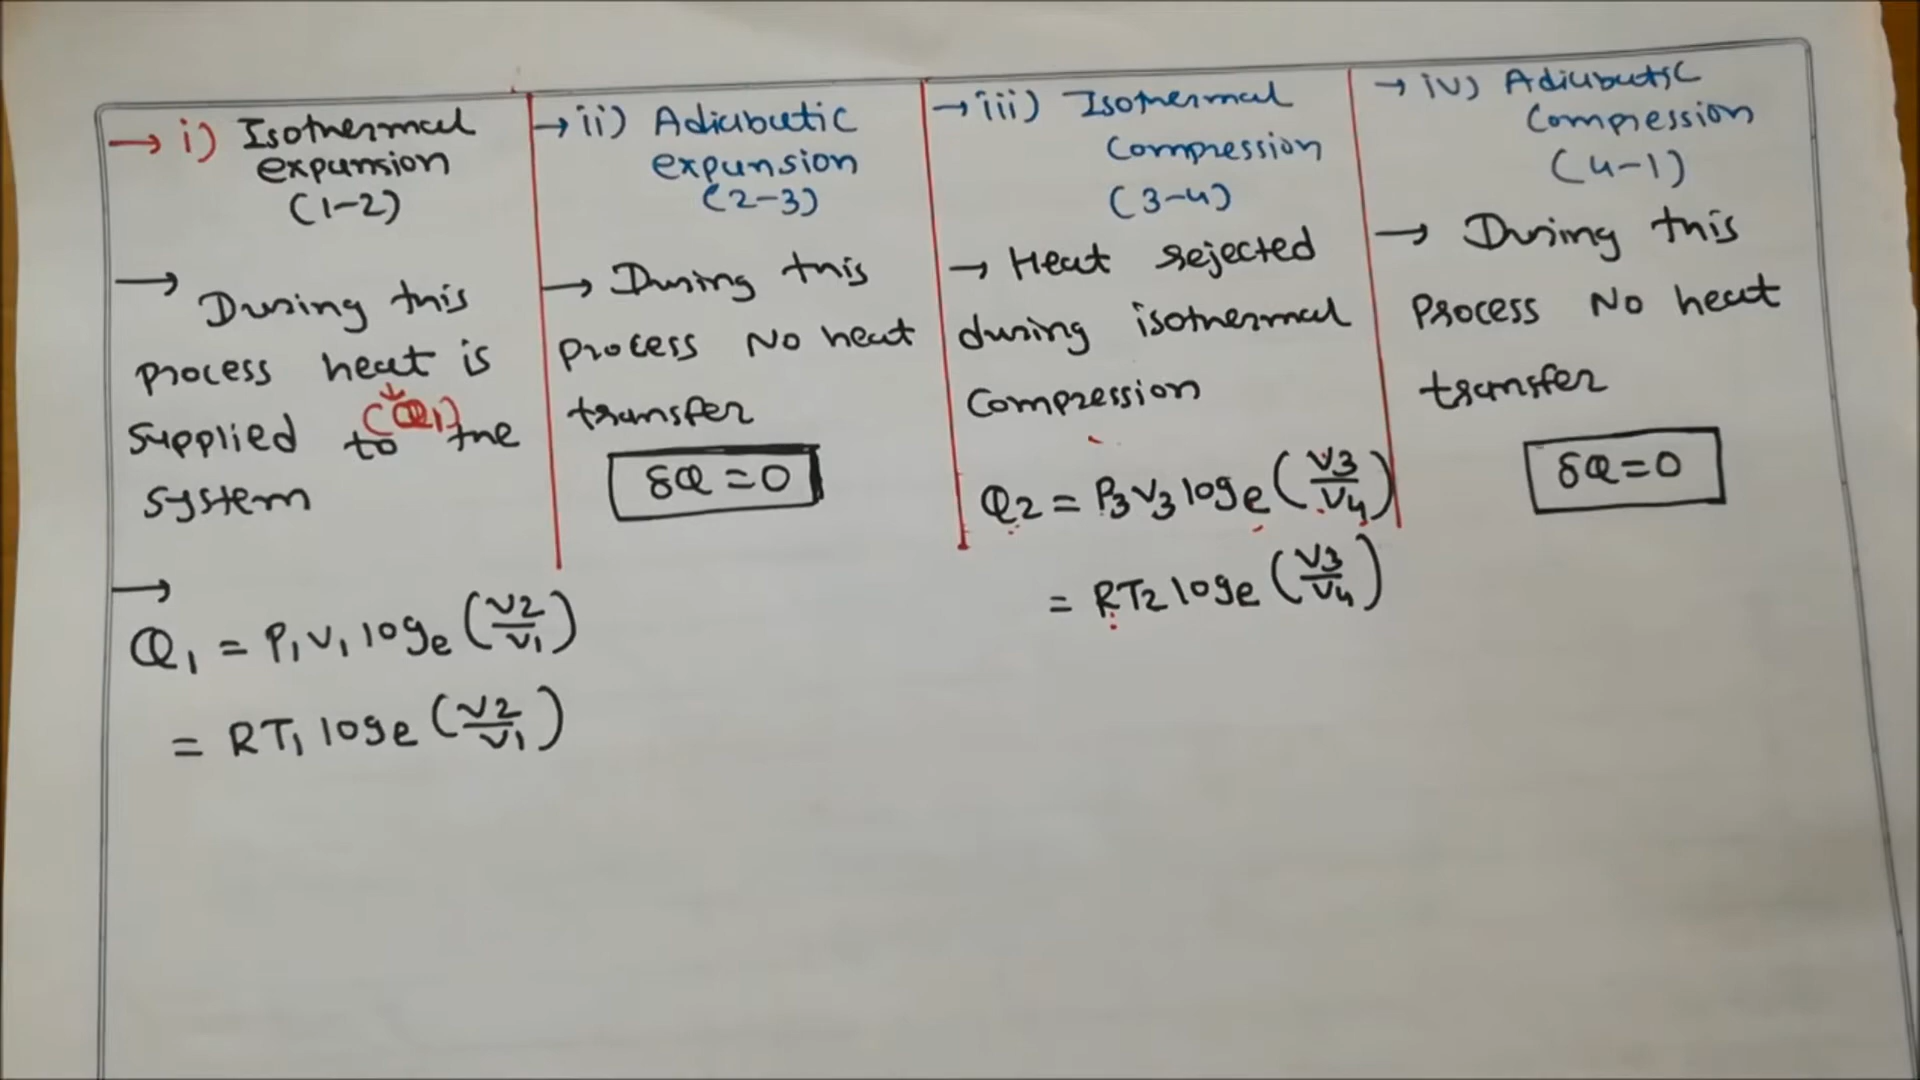 → i) Isothermal
expansion
(1-2)
→ During this
process heat is
supplied to the
(Q1)
system
→
Q1 = P1V1 loge (V2/V1)
= RT1 loge (V2/V1)
→ ii) Adiabatic
expansion
(2-3)
→ During this
process No heat
transfer
δQ = 0
→ iii) Isothermal
Compression
(3-4)
→ Heat rejected
during isothermal
Compression
Q2 = P3V3 loge (V3/V4)
= RT2 loge (V3/V4)
→ iv) Adiabatic
Compression
(4-1)
→ During this
Process No heat
transfer
δQ = 0